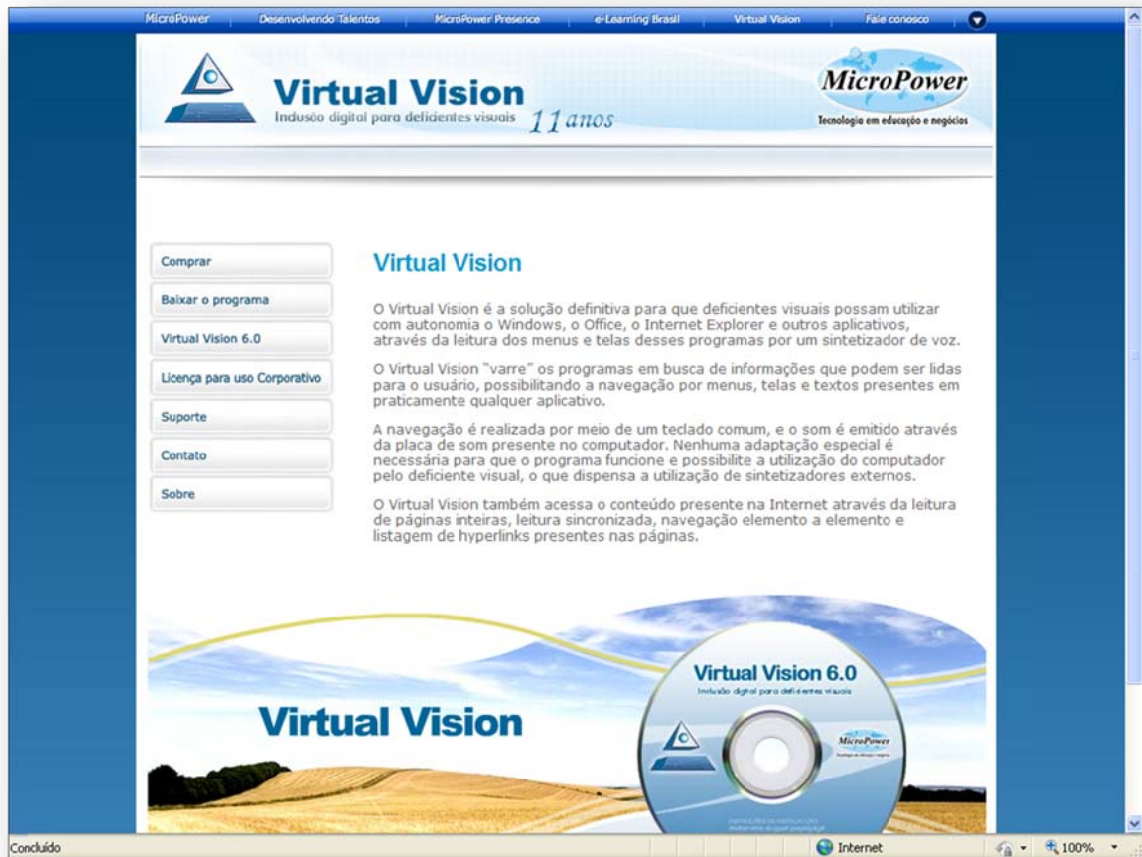 MicroPower Desenvolvendo Talentos MicroPower Presence e-Learning Brasil Virtual Vision Fale conosco
Virtual Vision
Inclusão digital para deficientes visuais 11 anos
MicroPower
Tecnologia em educação e negócios
Comprar
Baixar o programa
Virtual Vision 6.0
Licença para uso Corporativo
Suporte
Contato
Sobre
Virtual Vision
O Virtual Vision é a solução definitiva para que deficientes visuais possam utilizar
com autonomia o Windows, o Office, o Internet Explorer e outros aplicativos,
através da leitura dos menus e telas desses programas por um sintetizador de voz.
O Virtual Vision "varre" os programas em busca de informações que podem ser lidas
para o usuário, possibilitando a navegação por menus, telas e textos presentes em
praticamente qualquer aplicativo.
A navegação é realizada por meio de um teclado comum, e o som é emitido através
da placa de som presente no computador. Nenhuma adaptação especial é
necessária para que o programa funcione e possibilite a utilização do computador
pelo deficiente visual, o que dispensa a utilização de sintetizadores externos.
O Virtual Vision também acessa o conteúdo presente na Internet através da leitura
de páginas inteiras, leitura sincronizada, navegação elemento a elemento e
listagem de hyperlinks presentes nas páginas.
Virtual Vision
Virtual Vision 6.0
Inclusão digital para deficientes visuais
MicroPower
Concluído Internet 100%